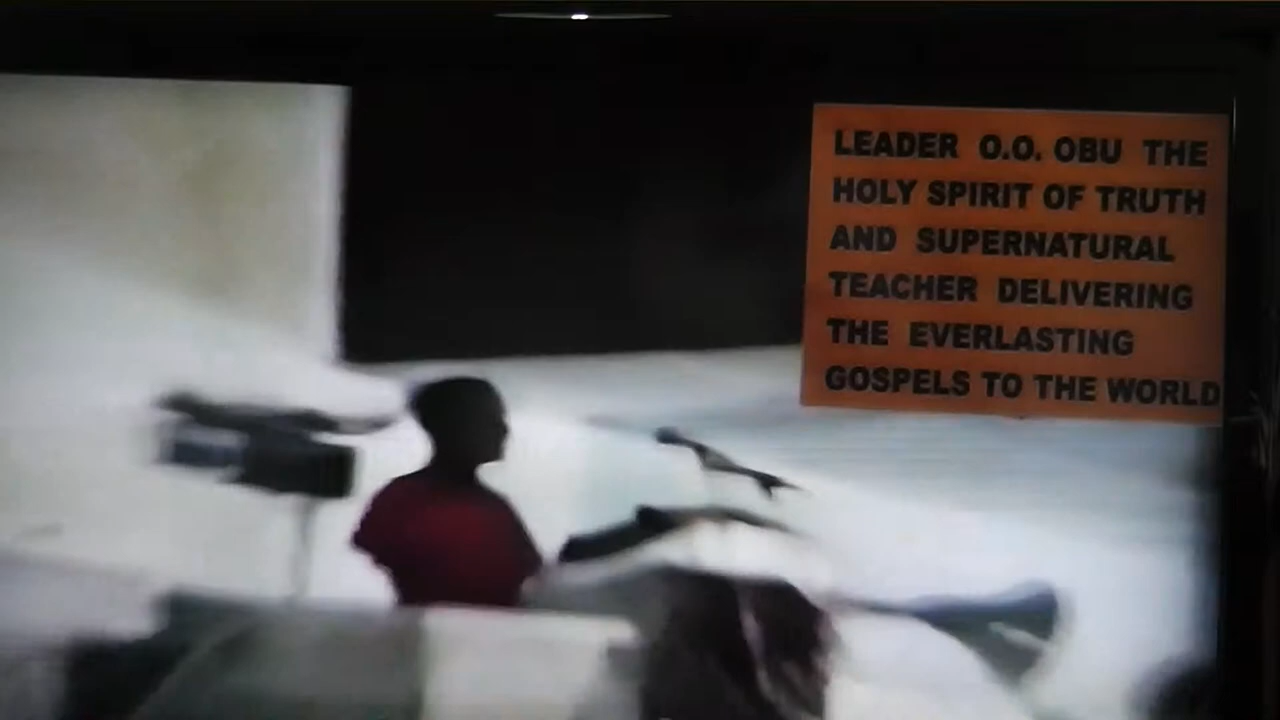 LEADER O.O. OBU THE
HOLY SPIRIT OF TRUTH
AND SUPERNATURAL
TEACHER DELIVERING
THE EVERLASTING
GOSPELS TO THE WORLD